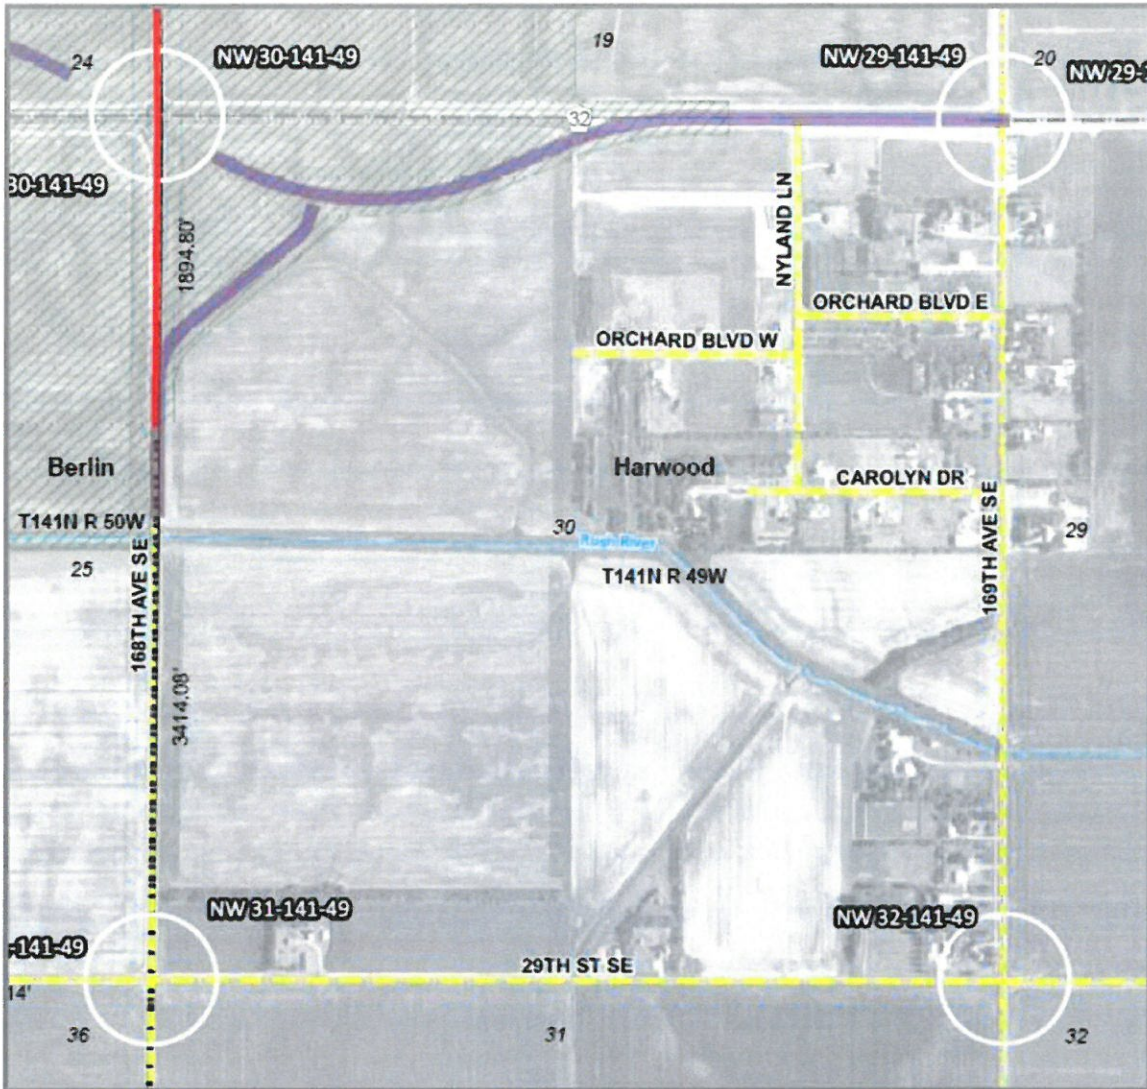 24
NW 30-141-49
19
NW 29-141-49
20
NW 29-
32
30-141-49
1894.80'
NYLAND LN
ORCHARD BLVD E
ORCHARD BLVD W
Berlin
Harwood
CAROLYN DR
T141N R 50W
30
Rush River
29
25
T141N R 49W
168TH AVE SE
169TH AVE SE
3414.08'
NW 31-141-49
NW 32-141-49
-141-49
29TH ST SE
14'
36
31
32